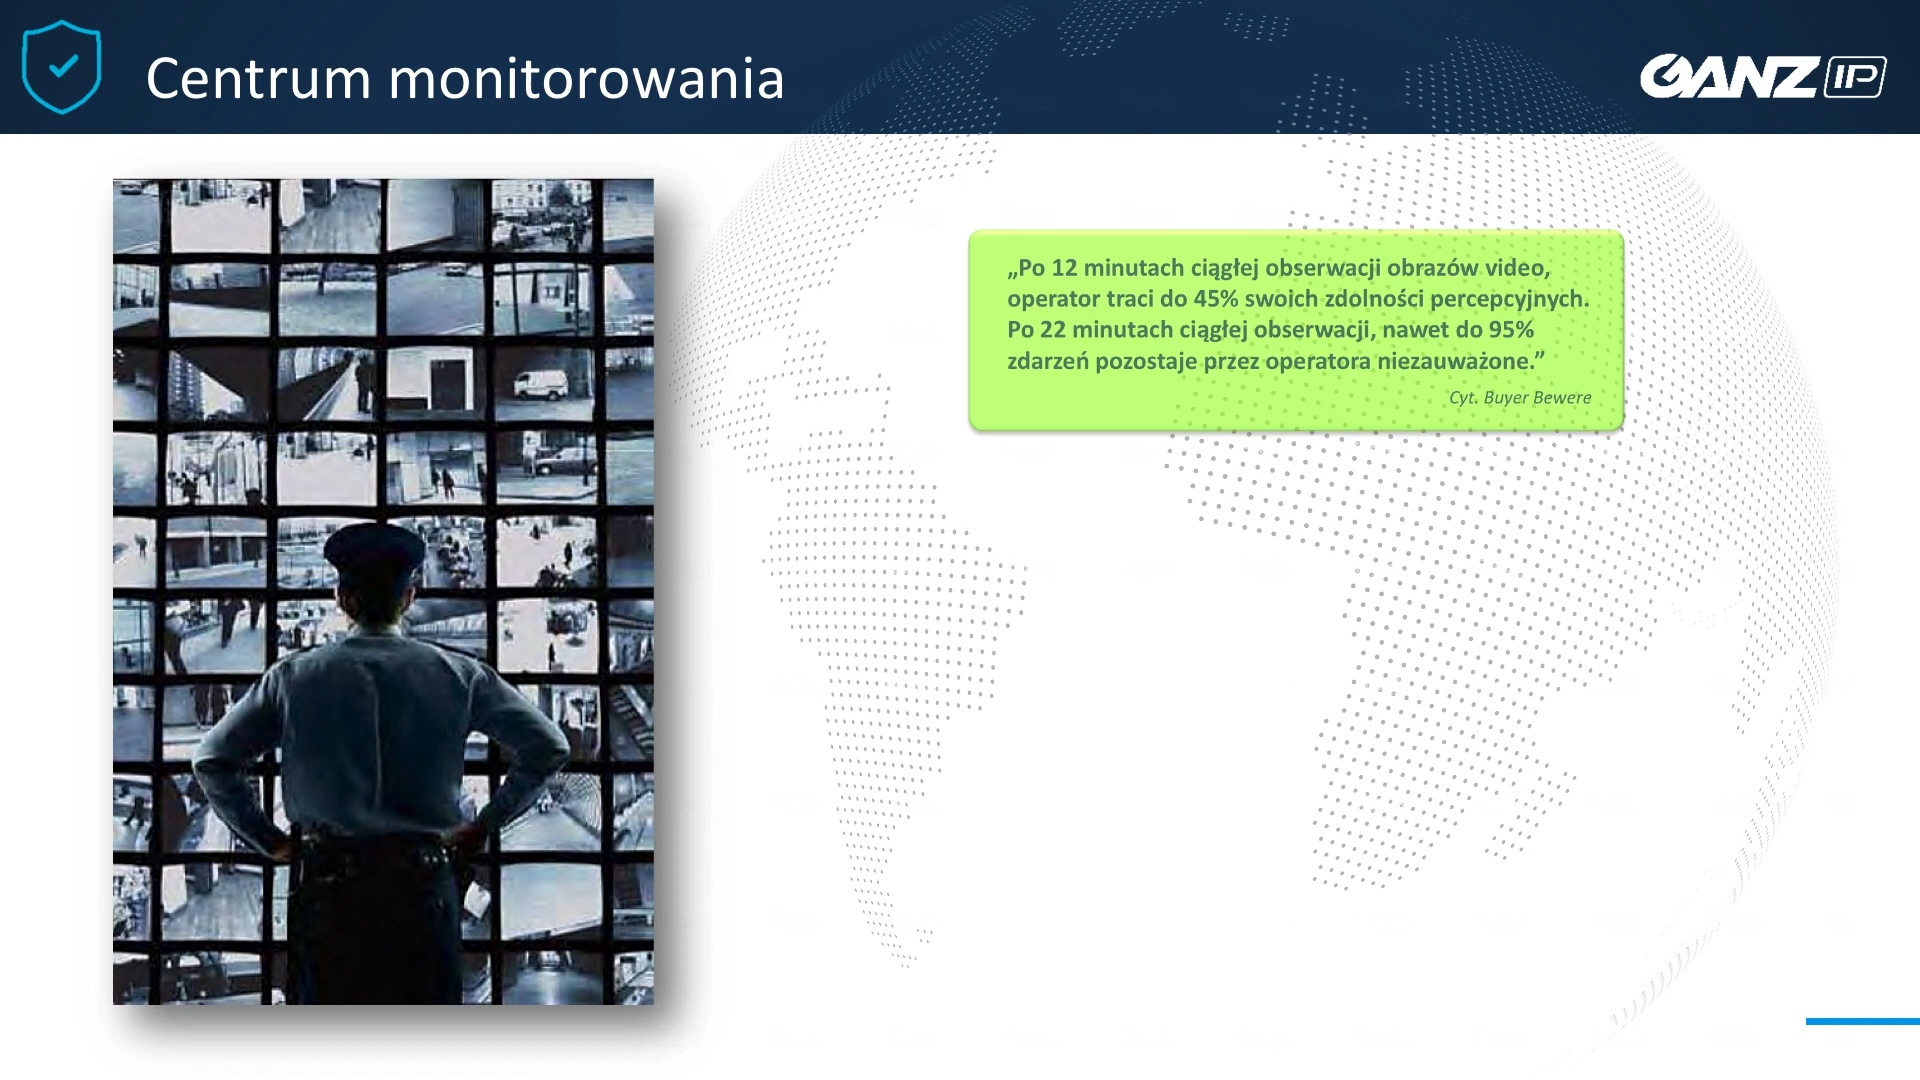 Centrum monitorowania
GANZ IP
„Po 12 minutach ciągłej obserwacji obrazów video,
operator traci do 45% swoich zdolności percepcyjnych.
Po 22 minutach ciągłej obserwacji, nawet do 95%
zdarzeń pozostaje przez operatora niezauważone.”
Cyt. Buyer Bewere